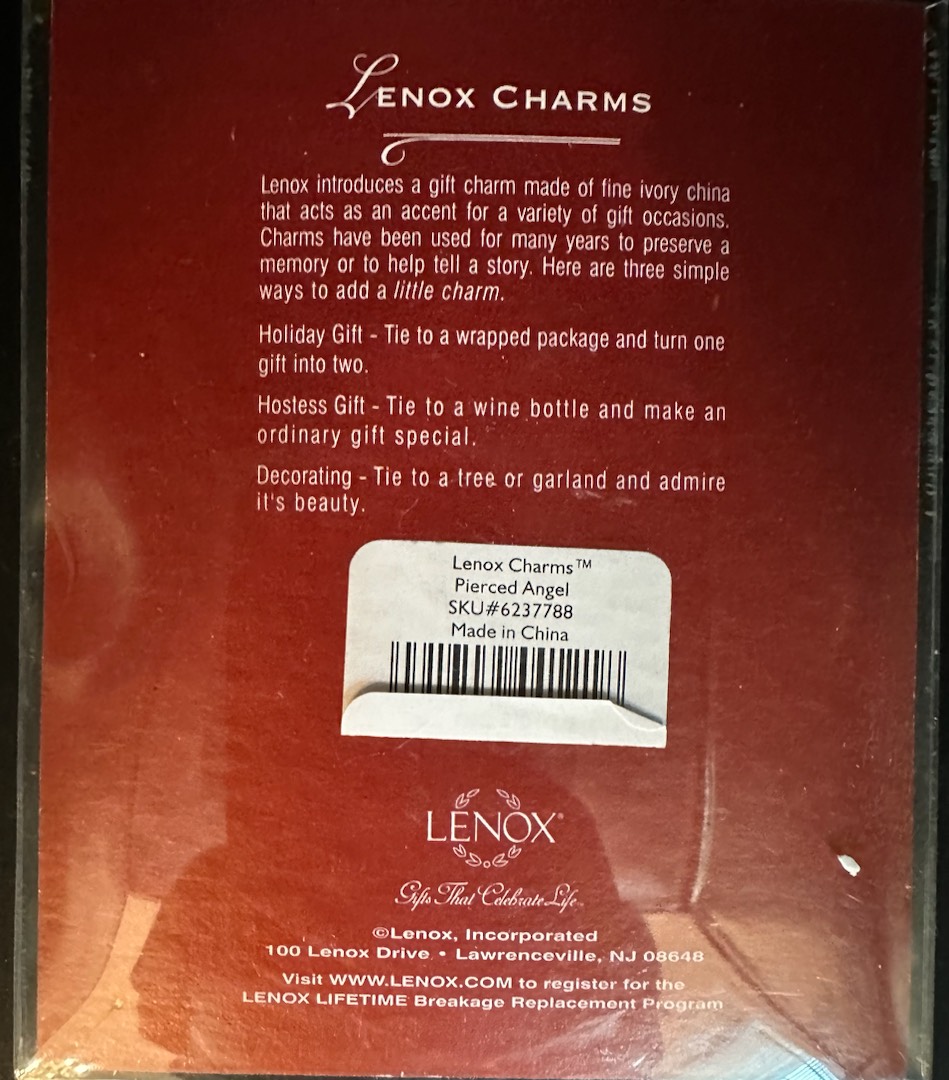 LENOX CHARMS
Lenox introduces a gift charm made of fine ivory china
that acts as an accent for a variety of gift occasions.
Charms have been used for many years to preserve a
memory or to help tell a story. Here are three simple
ways to add a little charm.
Holiday Gift - Tie to a wrapped package and turn one
gift into two.
Hostess Gift - Tie to a wine bottle and make an
ordinary gift special.
Decorating - Tie to a tree or garland and admire
it's beauty.
Lenox Charms™
Pierced Angel
SKU#6237788
Made in China
LENOX®
Gifts That Celebrate Life
©Lenox, Incorporated
100 Lenox Drive • Lawrenceville, NJ 08648
Visit WWW.LENOX.COM to register for the
LENOX LIFETIME Breakage Replacement Program